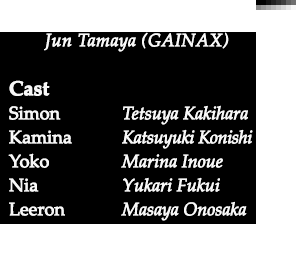 Jun Tamaya (GAINAX)
Cast
Simon Tetsuya Kakihara
Kamina Katsuyuki Konishi
Yoko Marina Inoue
Nia Yukari Fukui
Leeron Masaya Onosaka